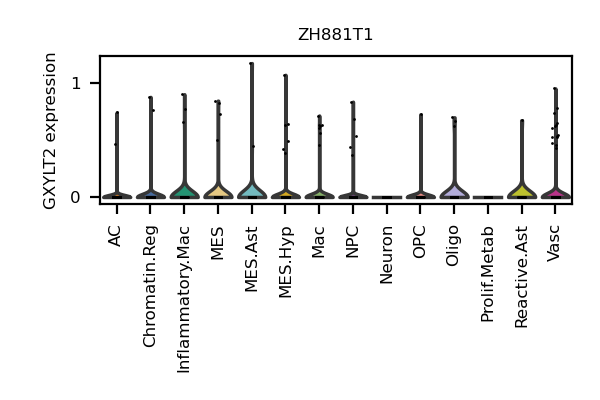 ZH881T1
GXYLT2 expression
1
0
AC
Chromatin.Reg
Inflammatory.Mac
MES
MES.Ast
MES.Hyp
Mac
NPC
Neuron
OPC
Oligo
Prolif.Metab
Reactive.Ast
Vasc